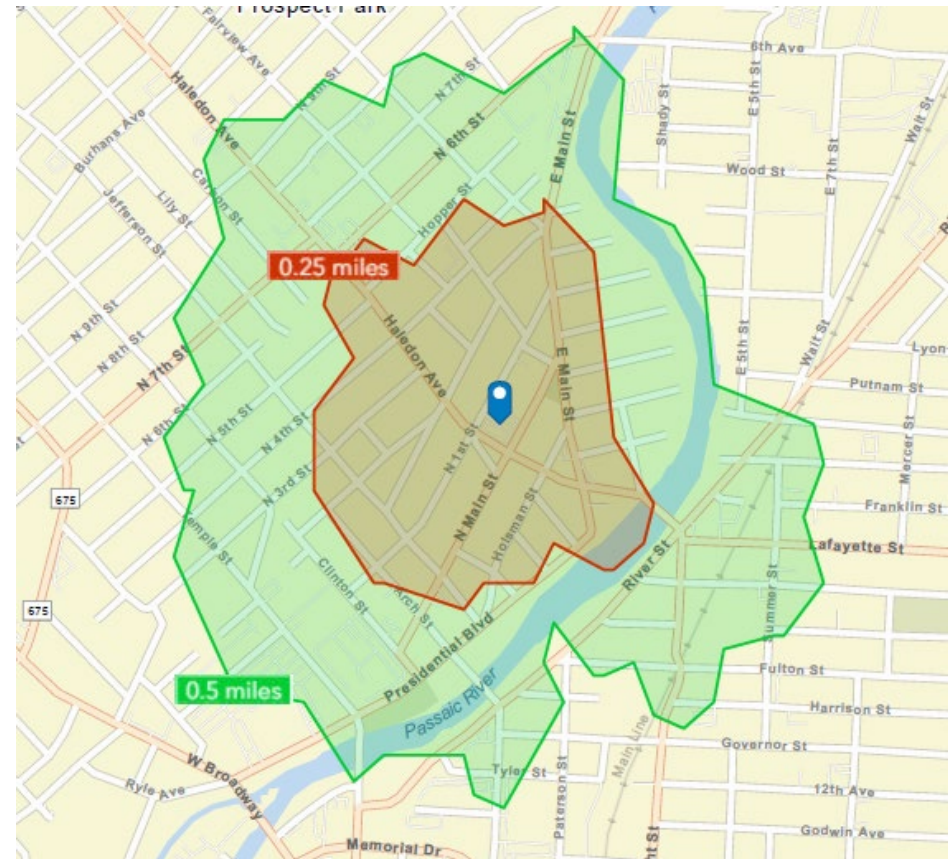 Prospect Park
Fairview Ave
Haledon Ave
N 9th St
N 7th St
6th Ave
E 5th St
Shady St
Wait St
Burhans Ave
N 6th St
E Main St
E 7th St
Wood St
Jefferson St
Lily St
Carlton St
Hopper St
0.25 miles
N 9th St
N 8th St
N 7th St
Haledon Ave
E Main St
E 5th St
Wait St
Lyon
Putnam St
N 6th St
N 5th St
N 4th St
N 1st St
Mercer St
675
N 3rd St
N Main St
Holsman St
Franklin St
Temple St
River St
Lafayette St
675
Clinton St
Arch St
Summer St
Presidential Blvd
0.5 miles
Fulton St
Passaic River
Harrison St
Main Line
Governor St
W Broadway
Tyler St
Ryle Ave
Paterson St
12th Ave
Godwin Ave
Memorial Dr
nt St